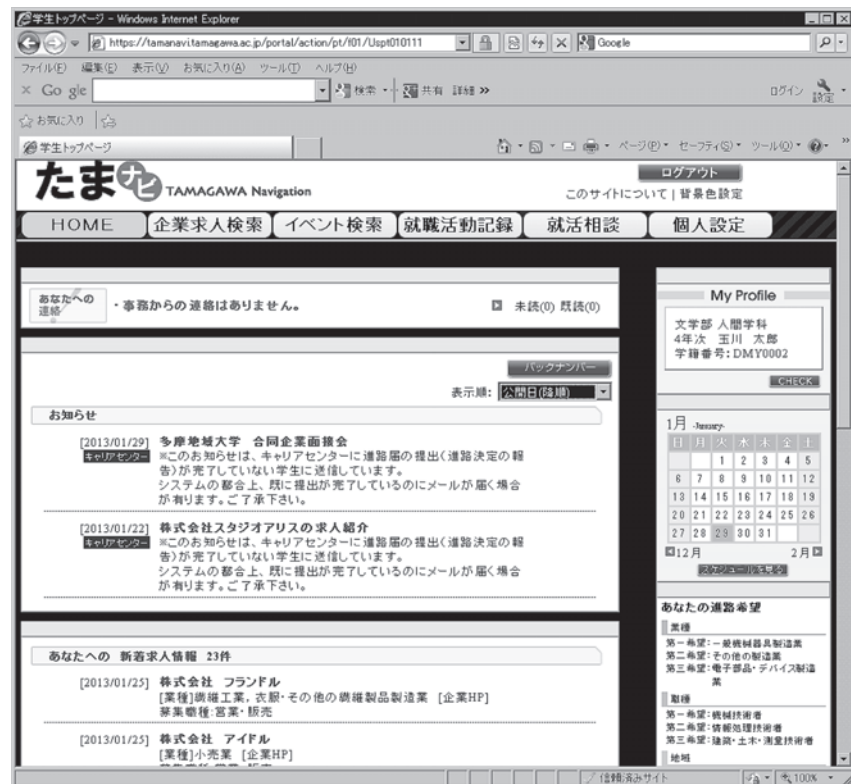 学生トップページ - Windows Internet Explorer
https://tamanavi.tamagawa.ac.jp/portal/action/pt/f01/Uspt010111
Google
ファイル(F) 編集(E) 表示(V) お気に入り(A) ツール(T) ヘルプ(H)
× Go gle 検索 共有 詳細 »
ログイン 設定
お気に入り
学生トップページ
ページ(P) セーフティ(S) ツール(O)
たまナビ TAMAGAWA Navigation
ログアウト
このサイトについて | 背景色設定
HOME 企業求人検索 イベント検索 就職活動記録 就活相談 個人設定
あなたへの連絡
・事務からの連絡はありません。
未読(0) 既読(0)
バックナンバー
表示順: 公開日(降順)
お知らせ
[2013/01/29] 多摩地域大学 合同企業面接会
キャリアセンター ※このお知らせは、キャリアセンターに進路届の提出(進路決定の報
告)が完了していない学生に送信しています。
システムの都合上、既に提出が完了しているのにメールが届く場合
が有ります。ご了承下さい。
[2013/01/22] 株式会社スタジオアリスの求人紹介
キャリアセンター ※このお知らせは、キャリアセンターに進路届の提出(進路決定の報
告)が完了していない学生に送信しています。
システムの都合上、既に提出が完了しているのにメールが届く場合
が有ります。ご了承下さい。
あなたへの 新着求人情報 23件
[2013/01/25] 株式会社 フランドル
[業種]繊維工業, 衣服・その他の繊維製品製造業 [企業HP]
募集職種:営業・販売
[2013/01/25] 株式会社 アイドル
[業種]小売業 [企業HP]
My Profile
文学部 人間学科
4年次 玉川 太郎
学籍番号:DMY0002
CHECK
1月 -January-
日 月 火 水 木 金 土
1 2 3 4 5
6 7 8 9 10 11 12
13 14 15 16 17 18 19
20 21 22 23 24 25 26
27 28 29 30 31
12月 2月
スケジュールを見る
あなたの進路希望
業種
第一希望:一般機械器具製造業
第二希望:その他の製造業
第三希望:電子部品・デバイス製造
業
職種
第一希望:機械技術者
第二希望:情報処理技術者
第三希望:建築・土木・測量技術者
地域
信頼済みサイト
100%